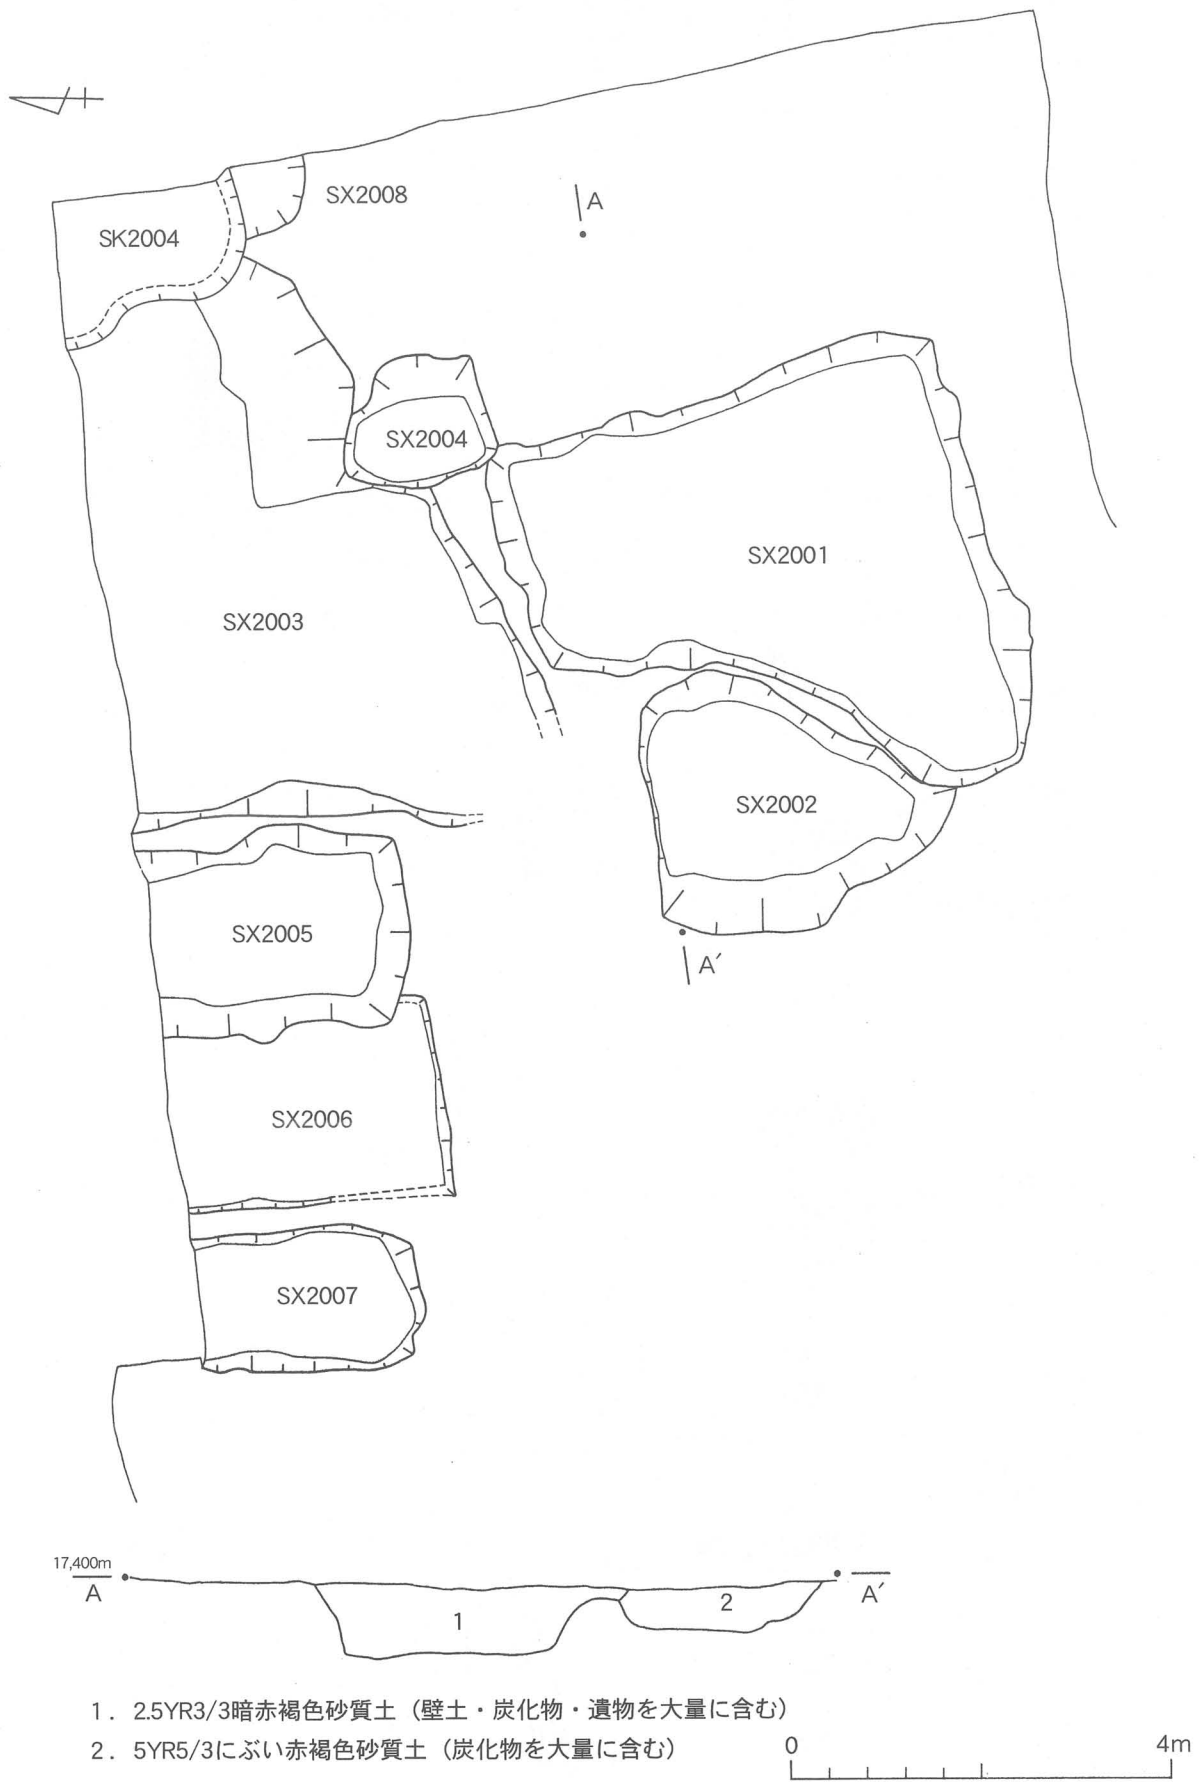 SX2008
A
SK2004
SX2004
SX2001
SX2003
SX2002
SX2005
A′
SX2006
SX2007
17,400m
A
1
2
A′
1．2.5YR3/3暗赤褐色砂質土（壁土・炭化物・遺物を大量に含む）
2．5YR5/3にぶい赤褐色砂質土（炭化物を大量に含む）
0
4m